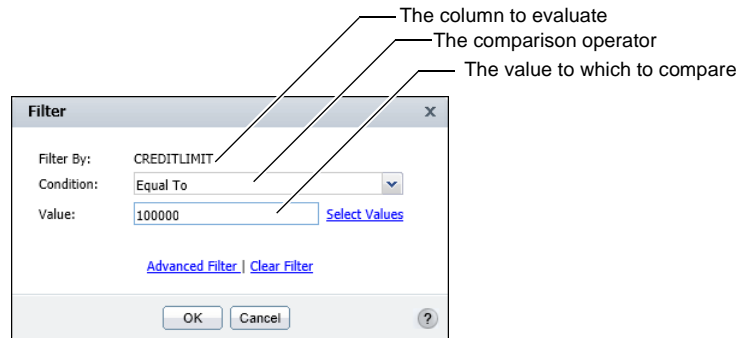 The column to evaluate
The comparison operator
The value to which to compare
Filter x
Filter By: CREDITLIMIT
Condition: Equal To
Value: 100000 Select Values
Advanced Filter | Clear Filter
OK Cancel ?